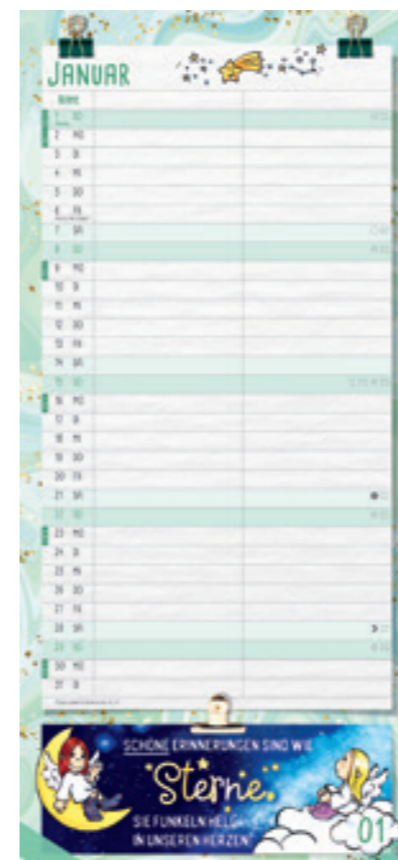 JANUAR
NAME
1 SO
2 MO
3 DI
4 MI
5 DO
6 FR
7 SA
8 SO
9 MO
10 DI
11 MI
12 DO
13 FR
14 SA
15 SO
16 MO
17 DI
18 MI
19 DO
20 FR
21 SA
22 SO
23 MO
24 DI
25 MI
26 DO
27 FR
28 SA
29 SO
30 MO
31 DI
SCHÖNE ERINNERUNGEN SIND WIE
Sterne,
SIE FUNKELN HELL
IN UNSEREN HERZEN
01